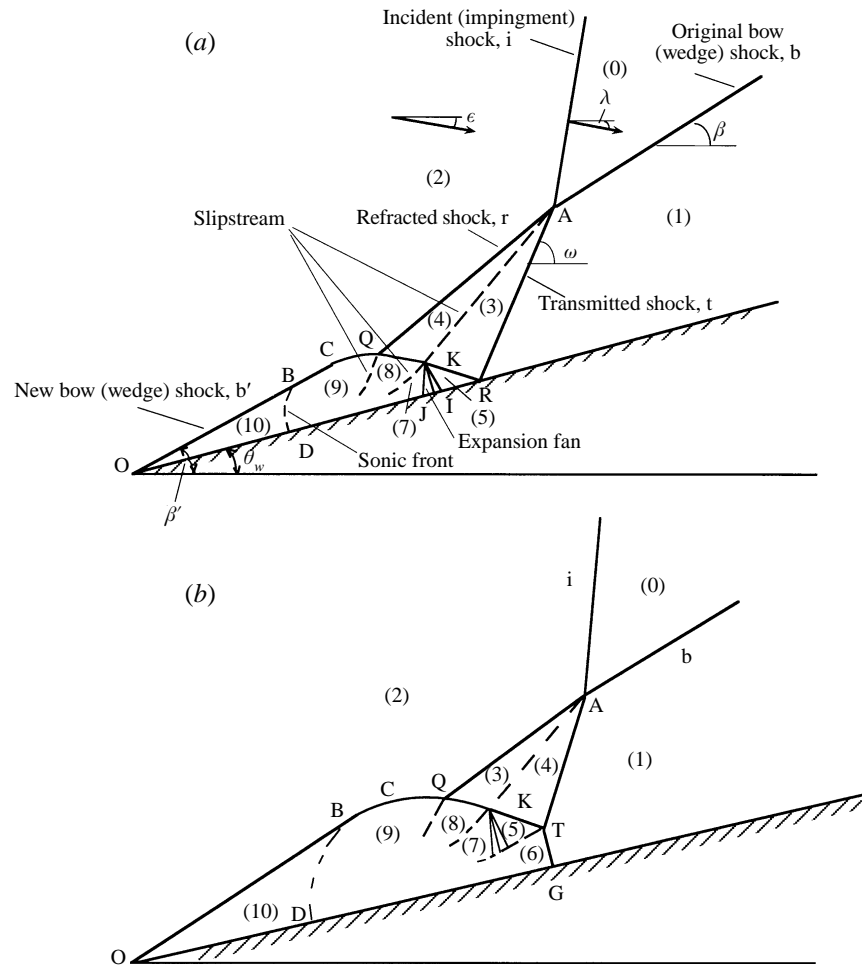 (a)
Incident (impingment)
shock, i
Original bow
(wedge) shock, b
(0)
λ
ϵ
β
(2)
Slipstream
Refracted shock, r
A
(1)
ω
(3)
Transmitted shock, t
(4)
Q
C
K
(8)
B
(9)
R
New bow (wedge) shock, b′
J
I
(5)
(7)
(10)
D
Expansion fan
Sonic front
O
θw
β′
(b)
i
(0)
b
(2)
A
(1)
(3)
(4)
Q
C
K
B
(9)
(8)
(5)
T
(7)
(6)
G
(10)
D
O